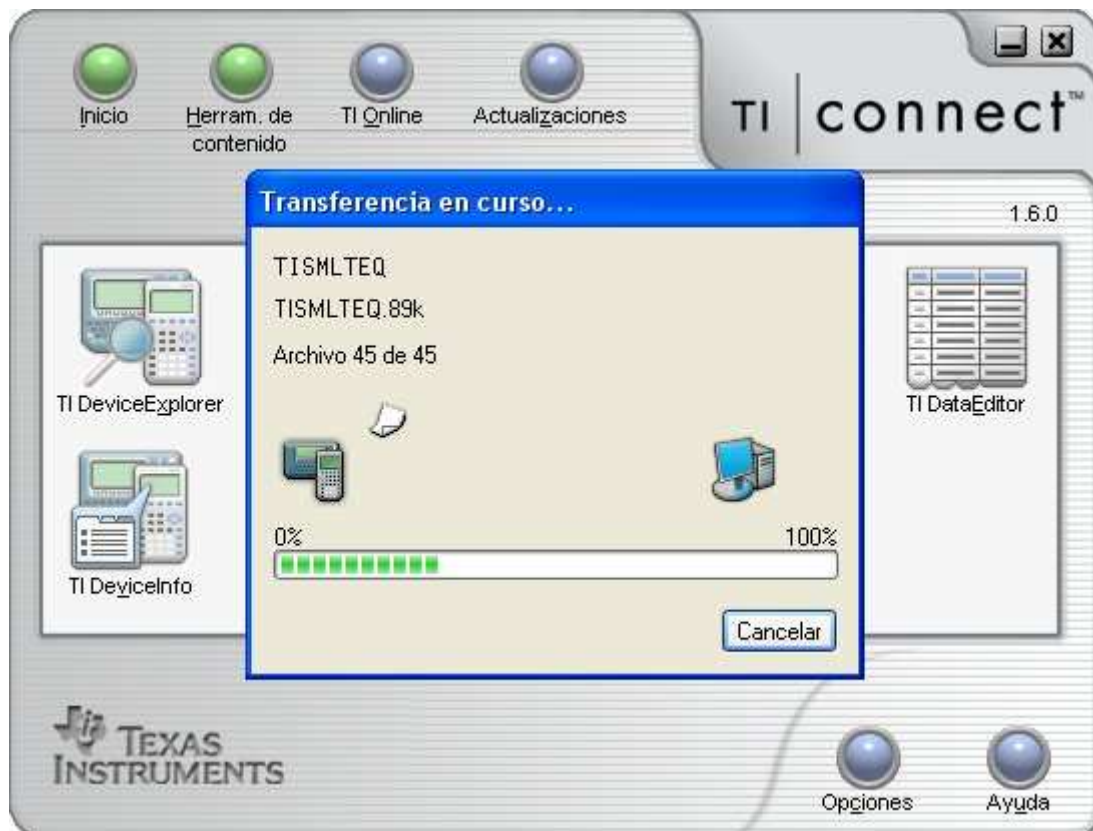 Inicio
Herram. de
contenido
TI Online
Actualizaciones
TI connect™
1.6.0
Transferencia en curso...
TISMLTEQ
TISMLTEQ.89k
Archivo 45 de 45
0% 100%
Cancelar
TI DeviceExplorer
TI DeviceInfo
TI DataEditor
TEXAS
INSTRUMENTS
Opciones
Ayuda